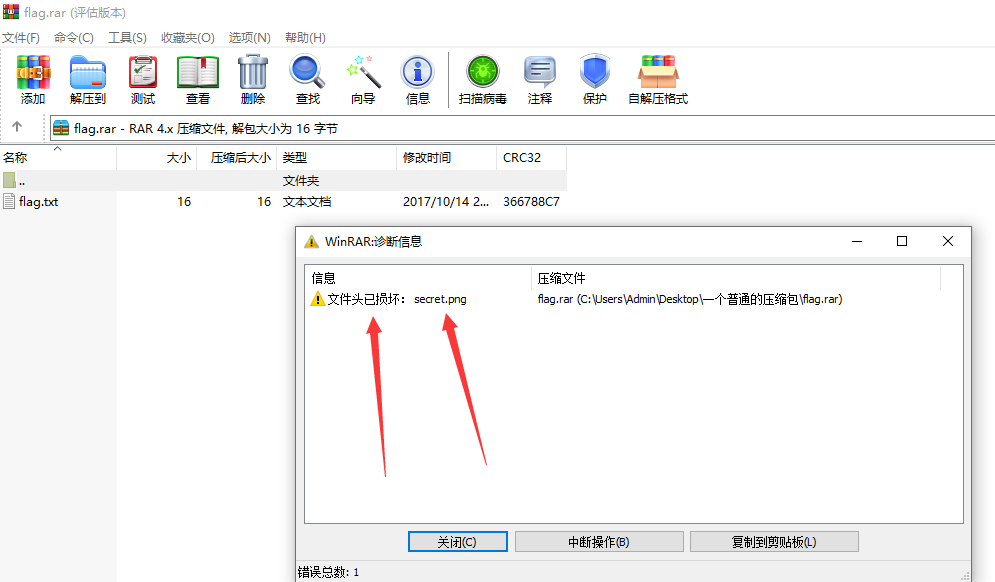 flag.rar (评估版本)
文件(F) 命令(C) 工具(S) 收藏夹(O) 选项(N) 帮助(H)
添加 解压到 测试 查看 删除 查找 向导 信息 扫描病毒 注释 保护 自解压格式
flag.rar - RAR 4.x 压缩文件, 解包大小为 16 字节
名称 大小 压缩后大小 类型 修改时间 CRC32
.. 文件夹
flag.txt 16 16 文本文档 2017/10/14 2... 366788C7
WinRAR:诊断信息
信息 压缩文件
文件头已损坏： secret.png flag.rar (C:\Users\Admin\Desktop\一个普通的压缩包\flag.rar)
关闭(C) 中断操作(B) 复制到剪贴板(L)
错误总数: 1